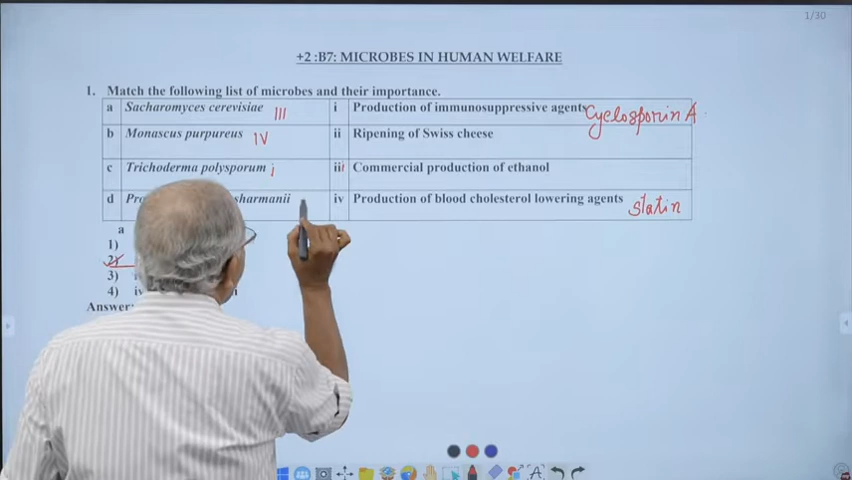 1/30
+2 :B7: MICROBES IN HUMAN WELFARE
1. Match the following list of microbes and their importance.
a Sacharomyces cerevisiae III i Production of immunosuppressive agents Cyclosporin A
b Monascus purpureus IV ii Ripening of Swiss cheese
c Trichoderma polysporum i iii Commercial production of ethanol
d sharmanii iv Production of blood cholesterol lowering agents Statin
a
1)
2)
3)
4) iv
Answer: